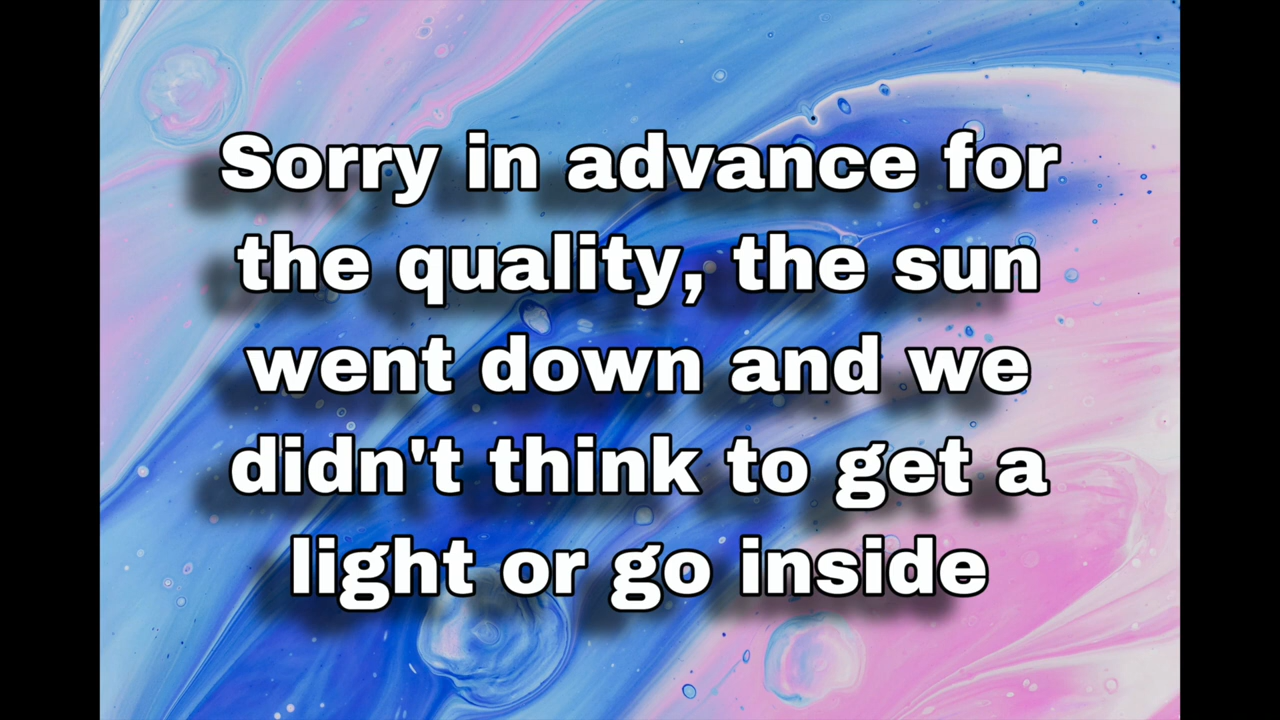 Sorry in advance for
the quality, the sun
went down and we
didn't think to get a
light or go inside